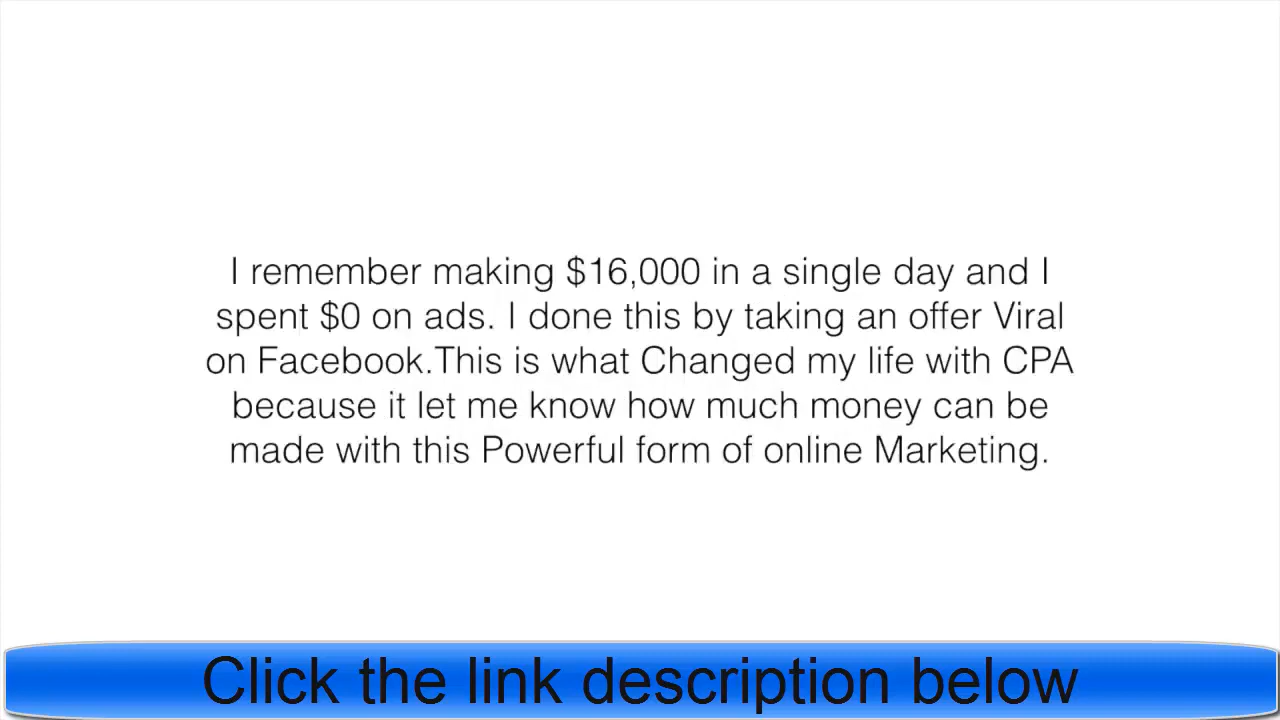 I remember making $16,000 in a single day and I
spent $0 on ads. I done this by taking an offer Viral
on Facebook.This is what Changed my life with CPA
because it let me know how much money can be
made with this Powerful form of online Marketing.
Click the link description below